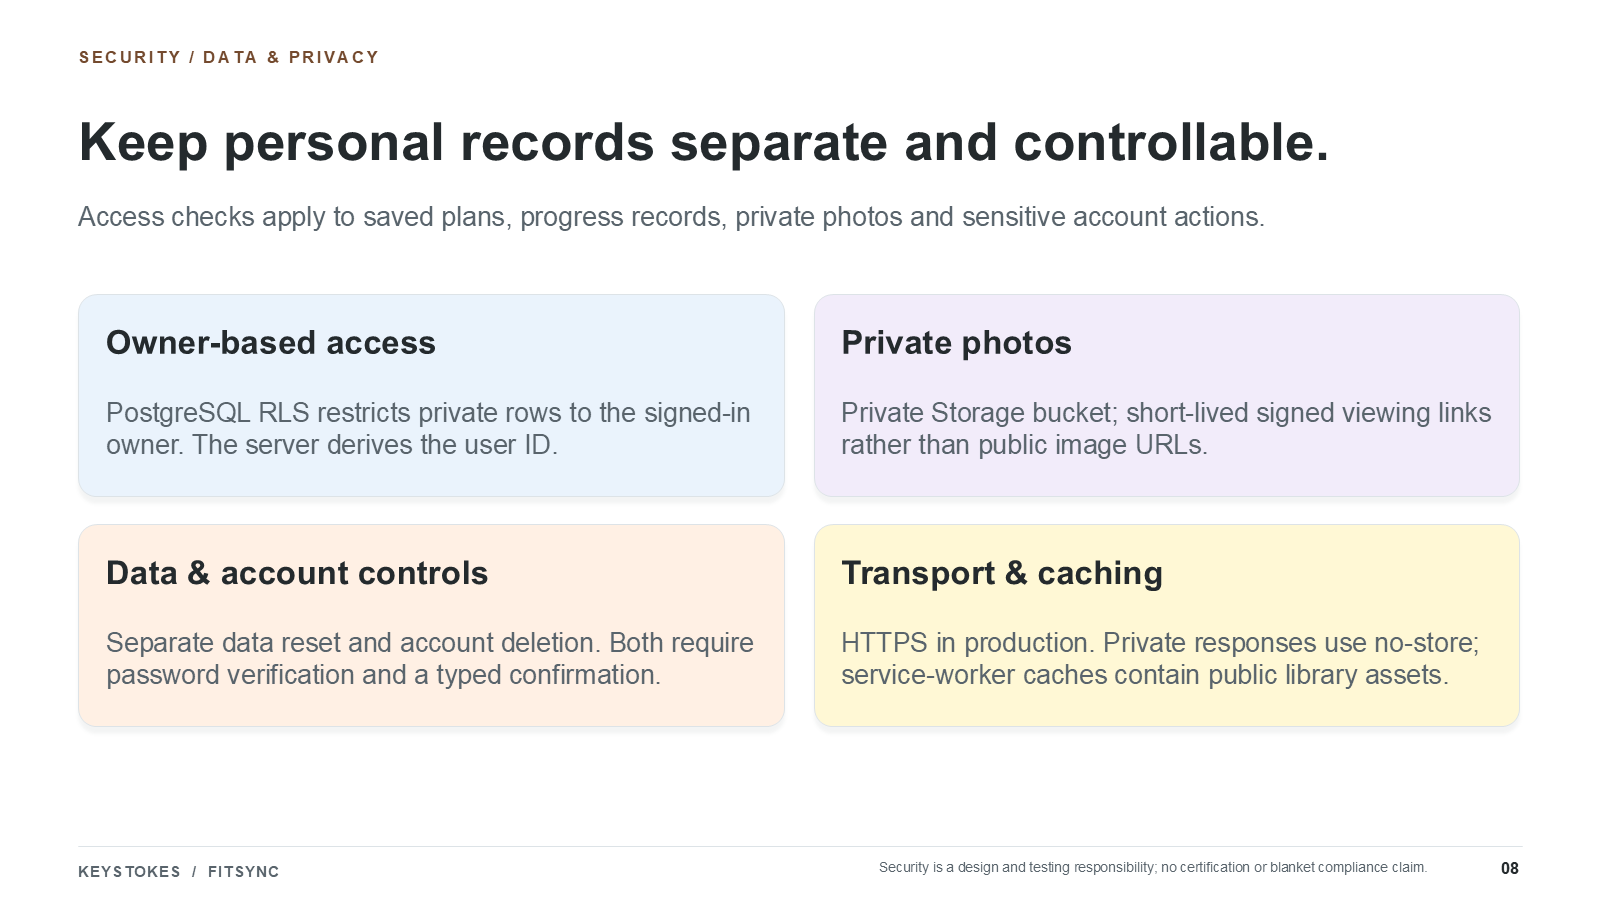 SECURITY / DATA & PRIVACY
Keep personal records separate and controllable.
Access checks apply to saved plans, progress records, private photos and sensitive account actions.
Owner-based access
PostgreSQL RLS restricts private rows to the signed-in
owner. The server derives the user ID.
Private photos
Private Storage bucket; short-lived signed viewing links
rather than public image URLs.
Data & account controls
Separate data reset and account deletion. Both require
password verification and a typed confirmation.
Transport & caching
HTTPS in production. Private responses use no-store;
service-worker caches contain public library assets.
KEYSTOKES / FITSYNC
Security is a design and testing responsibility; no certification or blanket compliance claim.
08